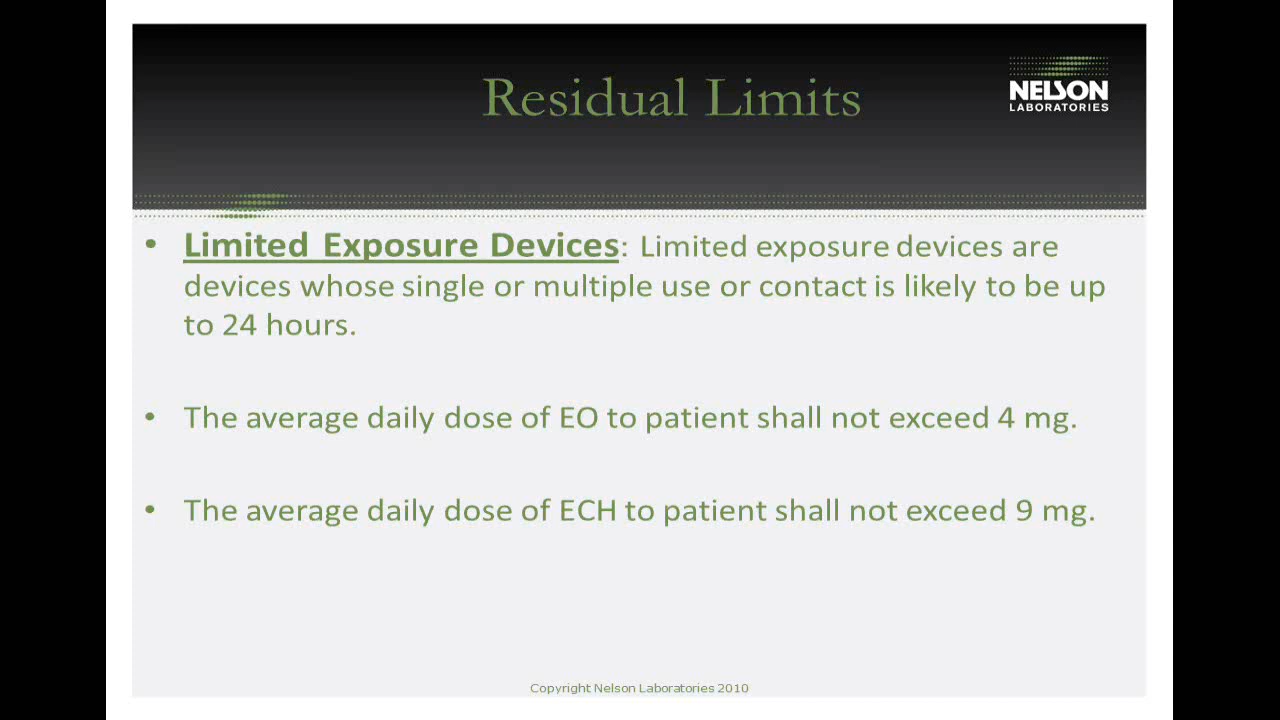 Residual Limits
NELSON
LABORATORIES
• Limited Exposure Devices: Limited exposure devices are
devices whose single or multiple use or contact is likely to be up
to 24 hours.
• The average daily dose of EO to patient shall not exceed 4 mg.
• The average daily dose of ECH to patient shall not exceed 9 mg.
Copyright Nelson Laboratories 2010